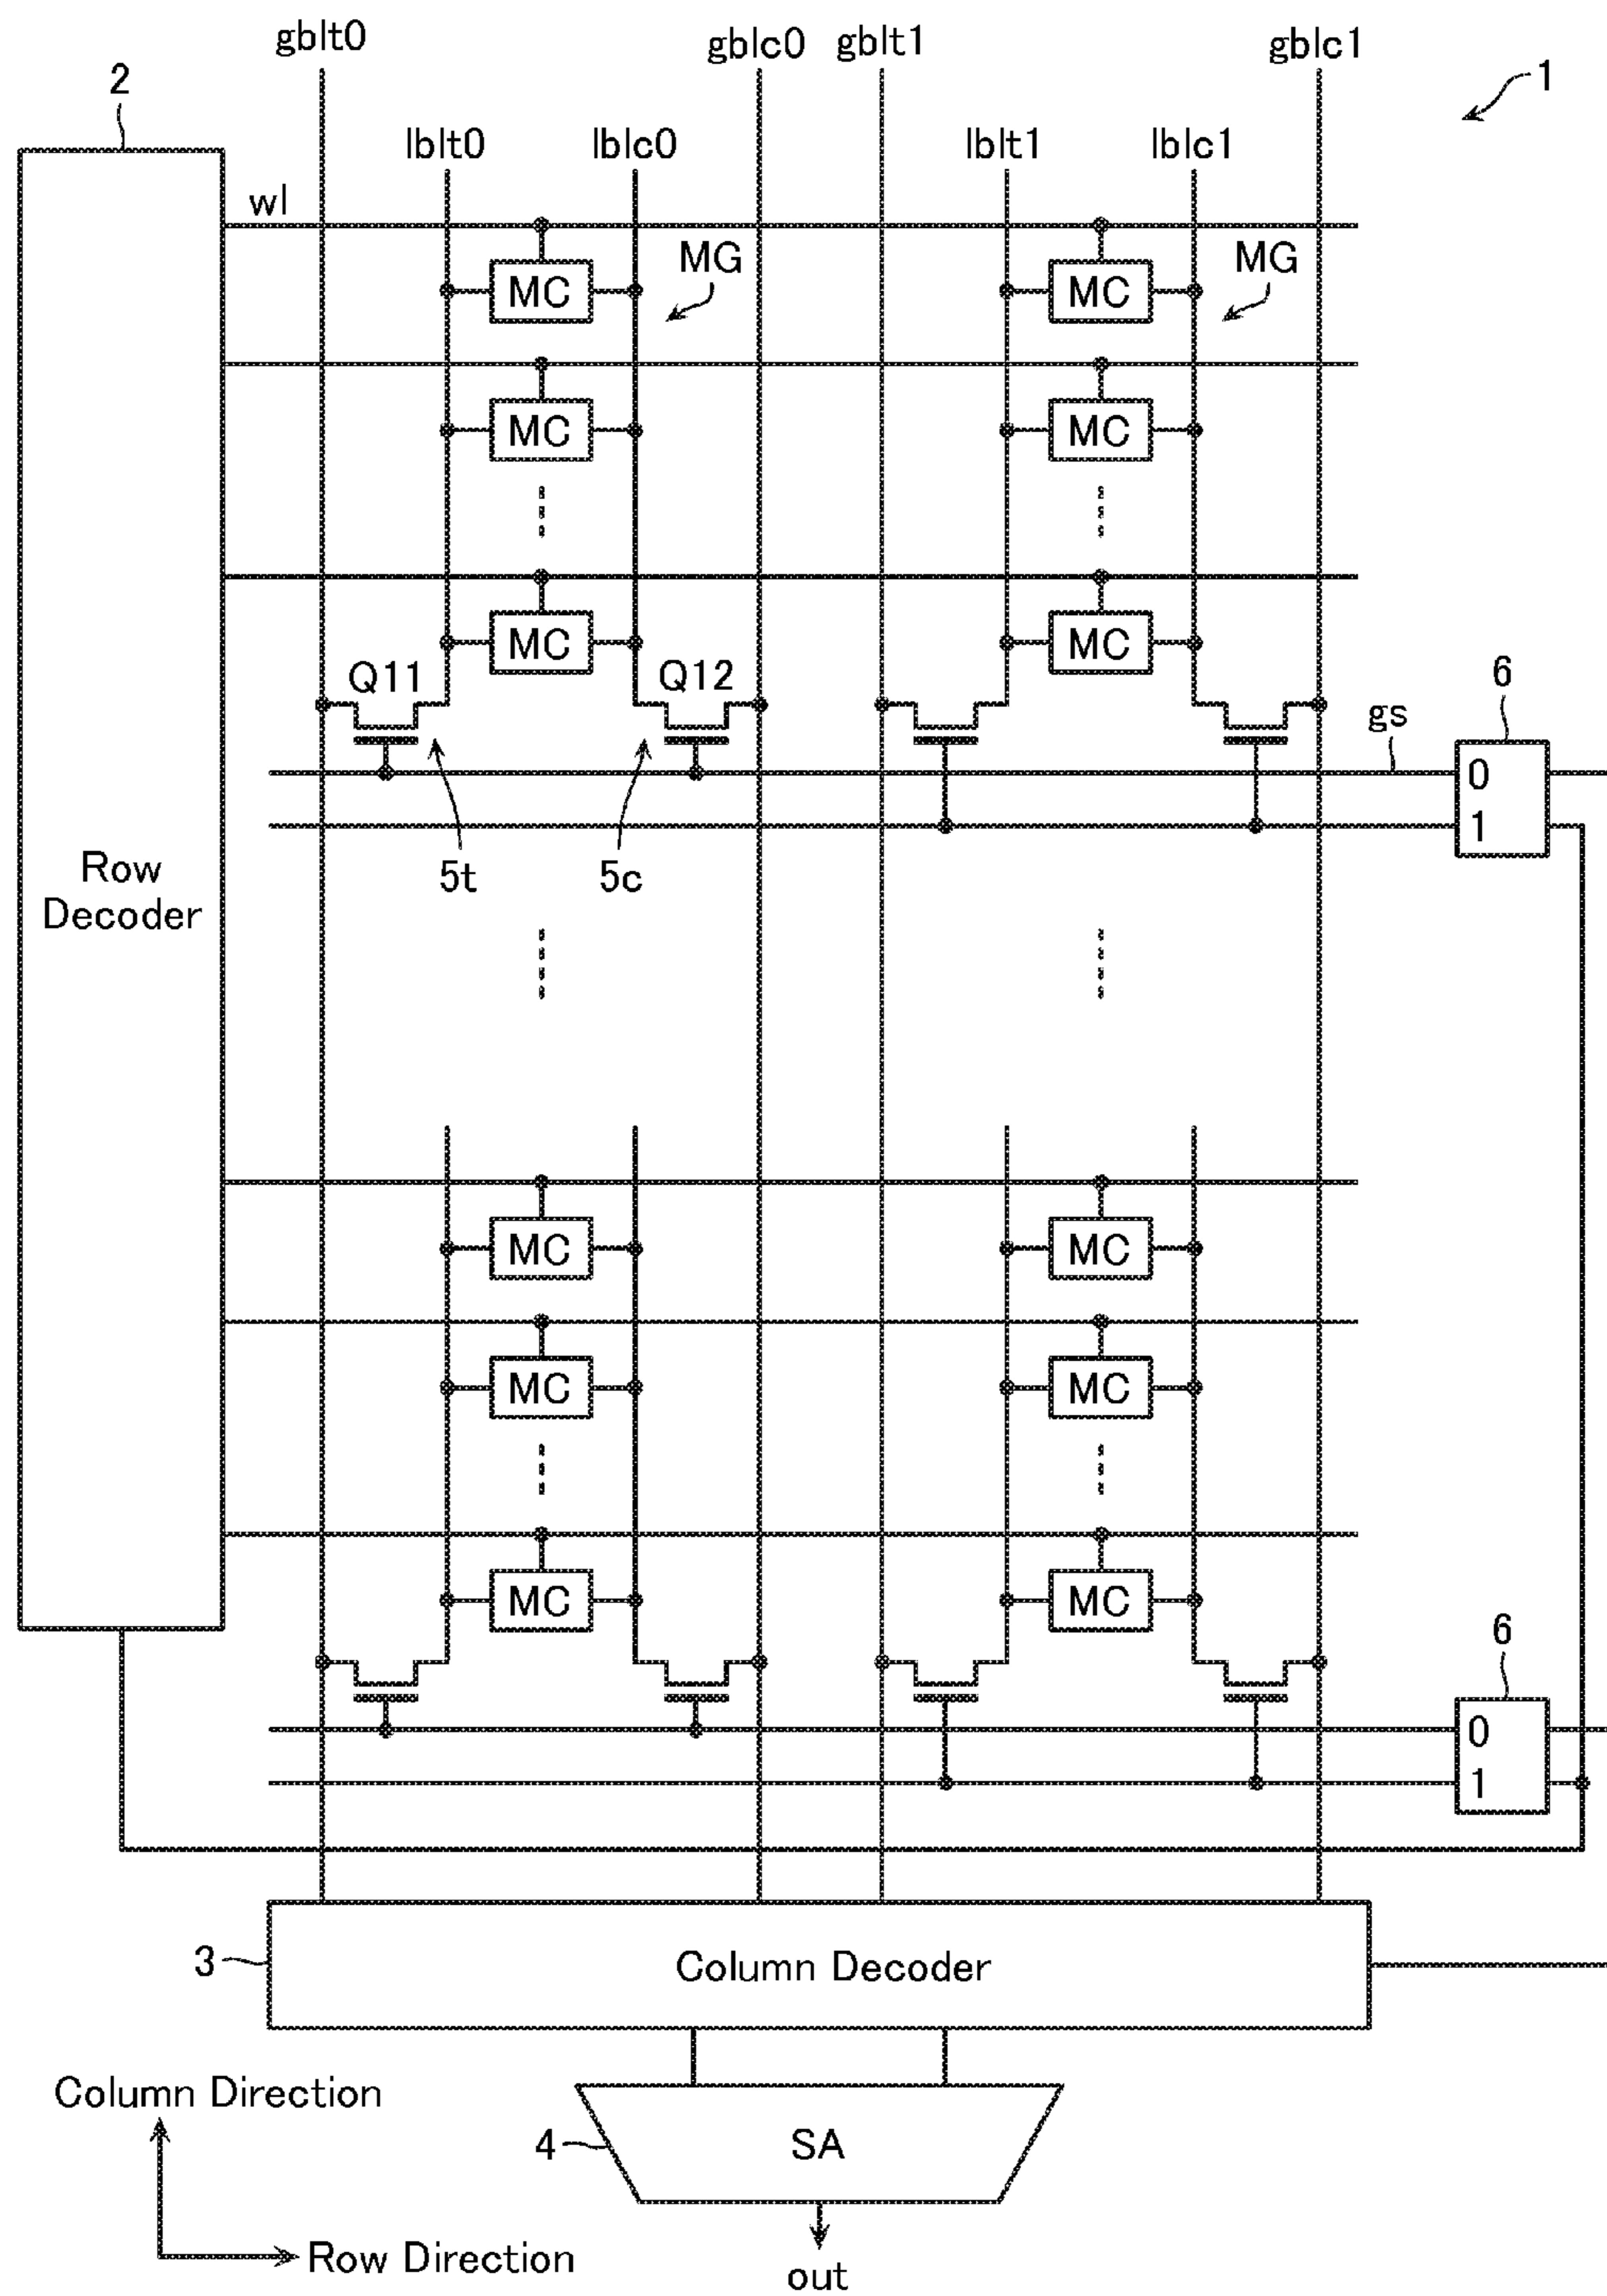 gblt0
gblc0
gblt1
gblc1
1
2
lblt0
lblc0
lblt1
lblc1
wl
MC
MG
MC
MG
MC
MC
MC
MC
Q11
Q12
gs
6
0
1
5t
5c
Row
Decoder
MC
MC
MC
MC
MC
MC
6
0
1
3
Column Decoder
Column Direction
4
SA
Row Direction
out